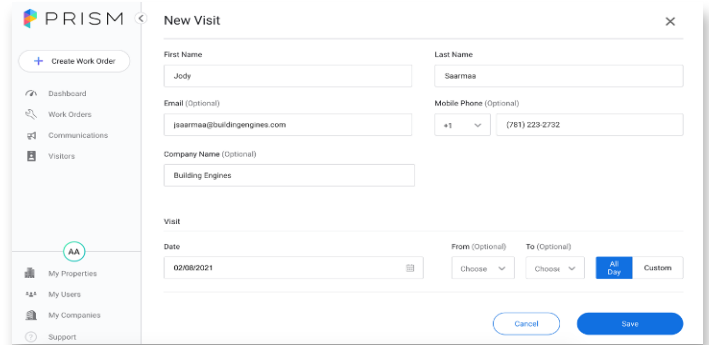 PRISM
Create Work Order
Dashboard
Work Orders
Communications
Visitors
AA
My Properties
My Users
My Companies
Support
New Visit
First Name
Last Name
Jody
Saarmaa
Email (Optional)
Mobile Phone (Optional)
jsaarmaa@buildingengines.com
+1
(781) 223-2732
Company Name (Optional)
Building Engines
Visit
Date
From (Optional)
To (Optional)
02/08/2021
Choose
Choose
All
Day
Custom
Cancel
Save